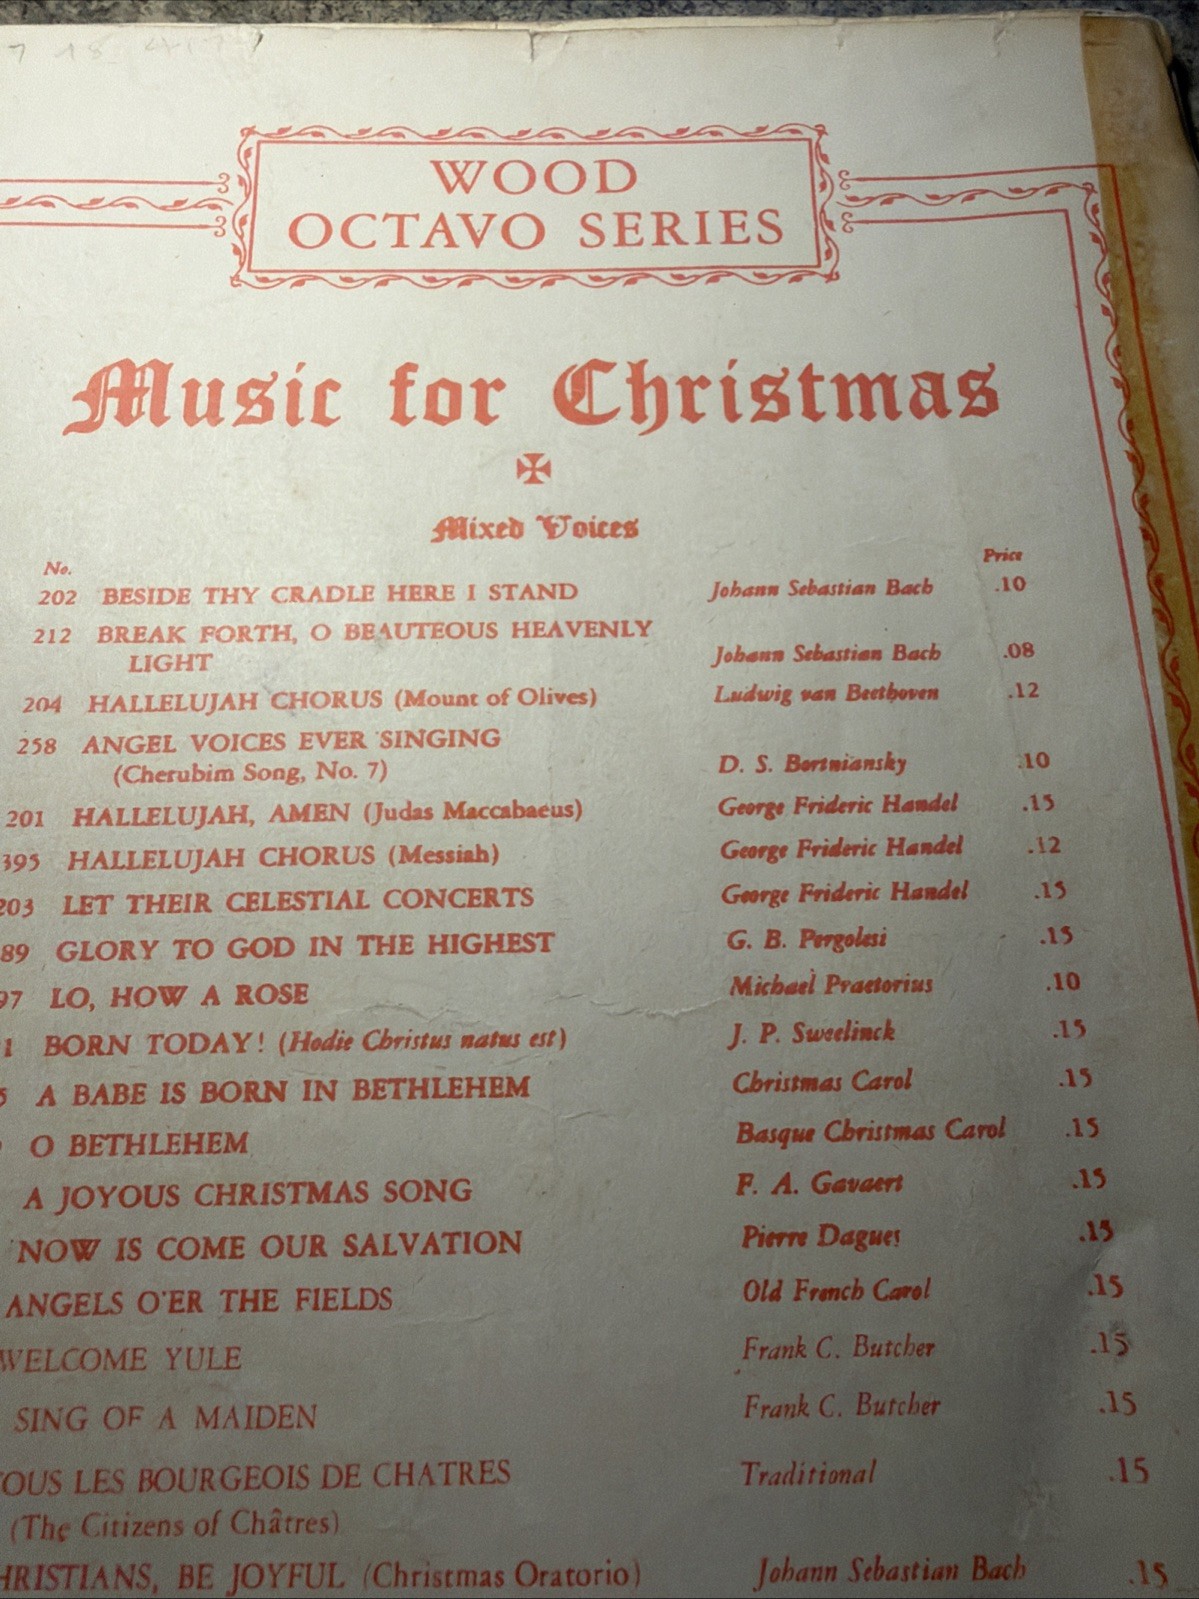 WOOD
OCTAVO SERIES
Music for Christmas
Mixed Voices
No. Price
202 BESIDE THY CRADLE HERE I STAND Johann Sebastian Bach .10
212 BREAK FORTH, O BEAUTEOUS HEAVENLY
LIGHT Johann Sebastian Bach .08
204 HALLELUJAH CHORUS (Mount of Olives) Ludwig van Beethoven .12
258 ANGEL VOICES EVER SINGING
(Cherubim Song, No. 7) D. S. Bortniansky .10
201 HALLELUJAH, AMEN (Judas Maccabaeus) George Frideric Handel .15
395 HALLELUJAH CHORUS (Messiah) George Frideric Handel .12
203 LET THEIR CELESTIAL CONCERTS George Frideric Handel .15
89 GLORY TO GOD IN THE HIGHEST G. B. Pergolesi .15
97 LO, HOW A ROSE Michael Praetorius .10
1 BORN TODAY! (Hodie Christus natus est) J. P. Sweelinck .15
A BABE IS BORN IN BETHLEHEM Christmas Carol .15
O BETHLEHEM Basque Christmas Carol .15
A JOYOUS CHRISTMAS SONG F. A. Gavaert .15
NOW IS COME OUR SALVATION Pierre Dagues .15
ANGELS O'ER THE FIELDS Old French Carol .15
WELCOME YULE Frank C. Butcher .15
SING OF A MAIDEN Frank C. Butcher .15
TOUS LES BOURGEOIS DE CHATRES Traditional .15
(The Citizens of Châtres)
HRISTIANS, BE JOYFUL (Christmas Oratorio) Johann Sebastian Bach .15